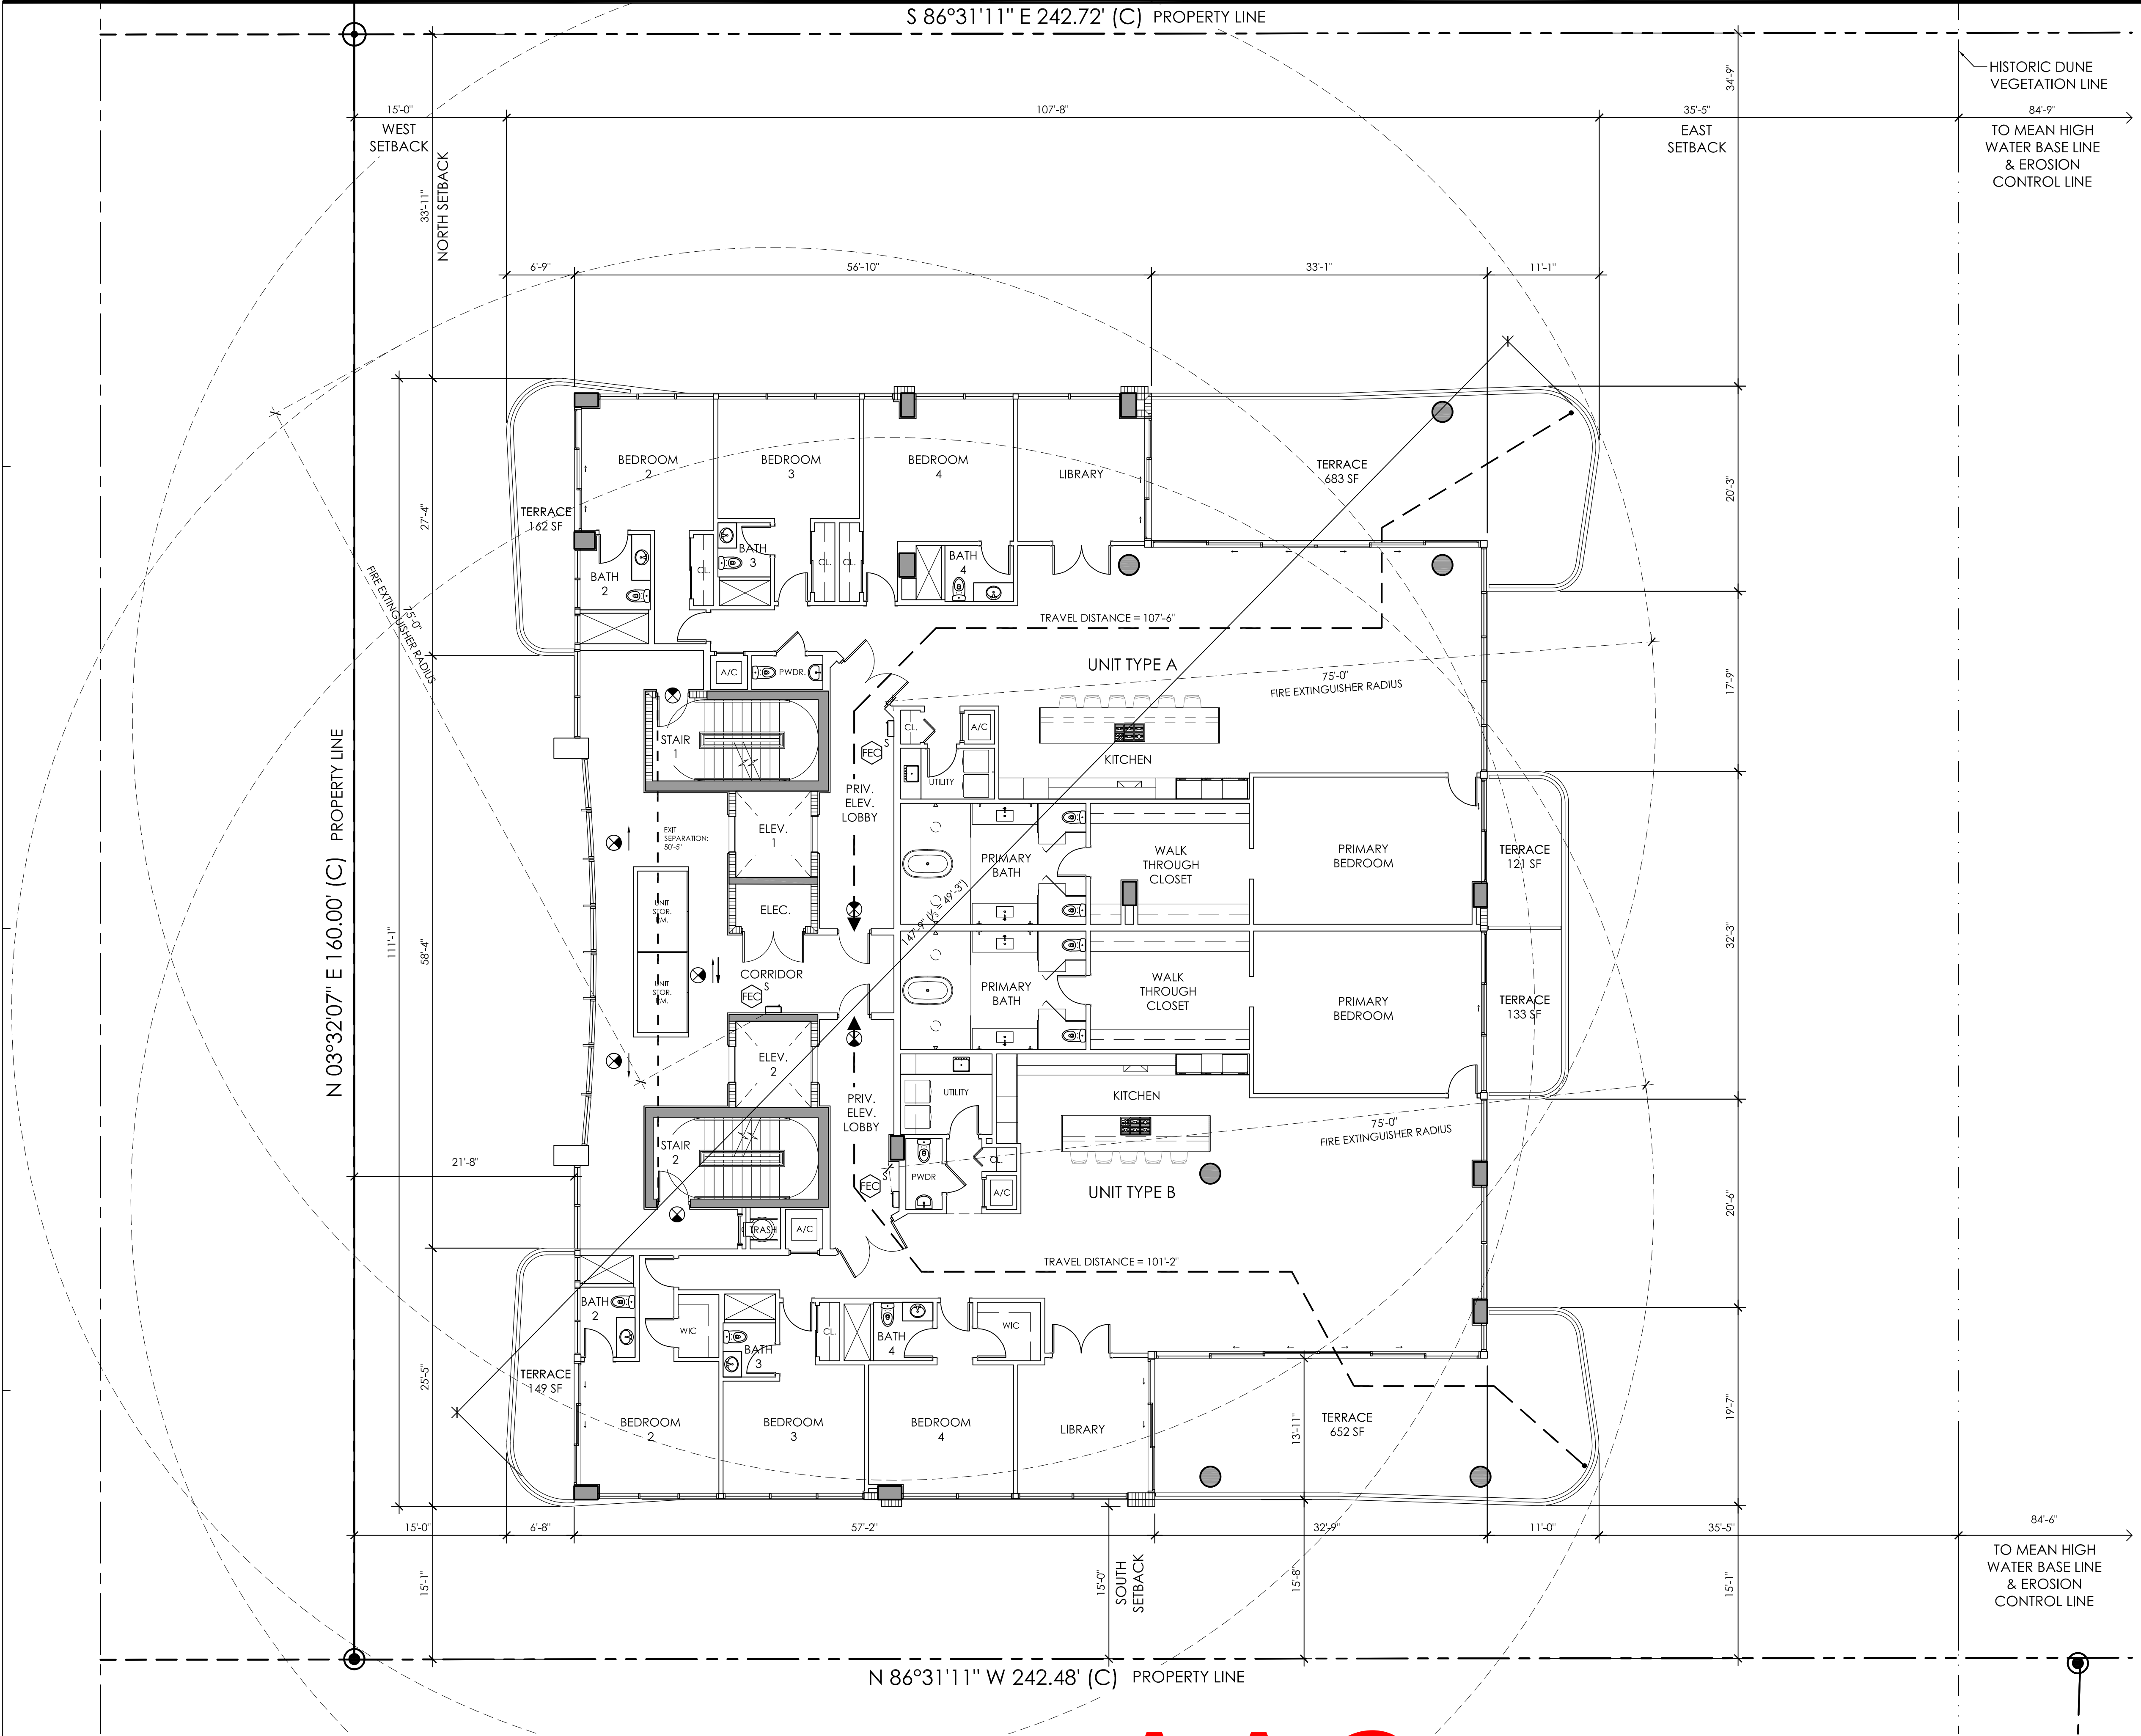 S 86°31'11" E 242.72' (C) PROPERTY LINE
HISTORIC DUNE
VEGETATION LINE
34'-9"
15'-0"
107'-8"
35'-5"
84'-9"
WEST
SETBACK
EAST
SETBACK
TO MEAN HIGH
WATER BASE LINE
& EROSION
CONTROL LINE
33'-11"
NORTH SETBACK
6'-9"
56'-10"
33'-1"
11'-1"
BEDROOM
2
BEDROOM
3
BEDROOM
4
LIBRARY
TERRACE
683 SF
20'-3"
TERRACE
162 SF
27'-4"
BATH
2
CL.
BATH
3
CL.
CL.
BATH
4
FIRE EXTINGUISHER RADIUS
75'-0"
TRAVEL DISTANCE = 107'-6"
UNIT TYPE A
75'-0"
FIRE EXTINGUISHER RADIUS
17'-9"
A/C
PWDR.
STAIR
1
FEC
S
CL.
A/C
UTILITY
KITCHEN
PRIV.
ELEV.
LOBBY
N 03°32'07" E 160.00' (C) PROPERTY LINE
EXIT
SEPARATION:
50'-5"
ELEV.
1
PRIMARY
BATH
WALK
THROUGH
CLOSET
PRIMARY
BEDROOM
TERRACE
121 SF
111'-1"
58'-4"
UNIT
STOR.
RM.
ELEC.
147'-9" (⅓ = 49'-3")
32'-3"
CORRIDOR
S
FEC
UNIT
STOR.
RM.
PRIMARY
BATH
WALK
THROUGH
CLOSET
PRIMARY
BEDROOM
TERRACE
133 SF
ELEV.
2
UTILITY
KITCHEN
PRIV.
ELEV.
LOBBY
75'-0"
FIRE EXTINGUISHER RADIUS
STAIR
2
21'-8"
FEC
S
PWDR
CL.
A/C
UNIT TYPE B
20'-6"
TRASH
A/C
TRAVEL DISTANCE = 101'-2"
BATH
2
WIC
BATH
3
CL.
BATH
4
WIC
TERRACE
149 SF
25'-5"
BEDROOM
2
BEDROOM
3
BEDROOM
4
LIBRARY
13'-11"
TERRACE
652 SF
19'-7"
15'-0"
6'-8"
57'-2"
32'-9"
11'-0"
35'-5"
84'-6"
15'-1"
15'-0"
SOUTH
SETBACK
15'-8"
15'-1"
TO MEAN HIGH
WATER BASE LINE
& EROSION
CONTROL LINE
N 86°31'11" W 242.48' (C) PROPERTY LINE